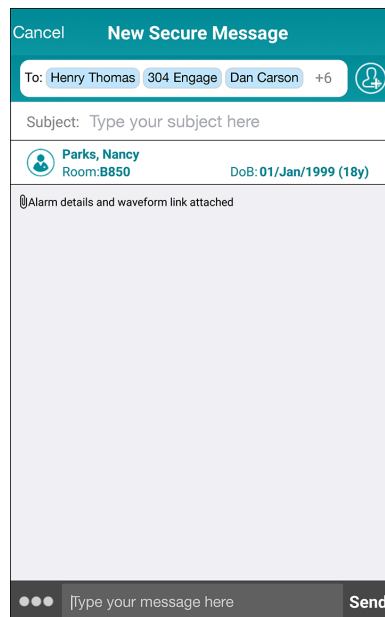 Cancel New Secure Message
To: Henry Thomas 304 Engage Dan Carson +6
Subject: Type your subject here
Parks, Nancy
Room:B850 DoB:01/Jan/1999 (18y)
Alarm details and waveform link attached
Type your message here Send